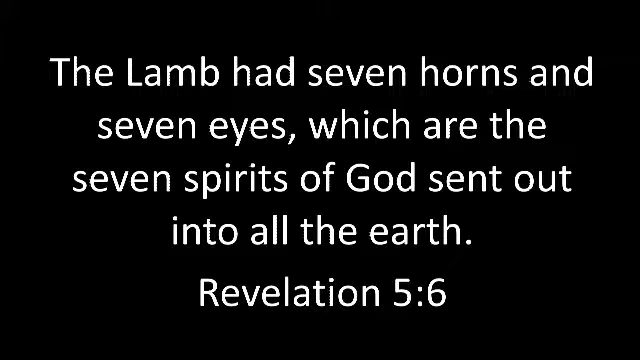 The Lamb had seven horns and
seven eyes, which are the
seven spirits of God sent out
into all the earth.
Revelation 5:6